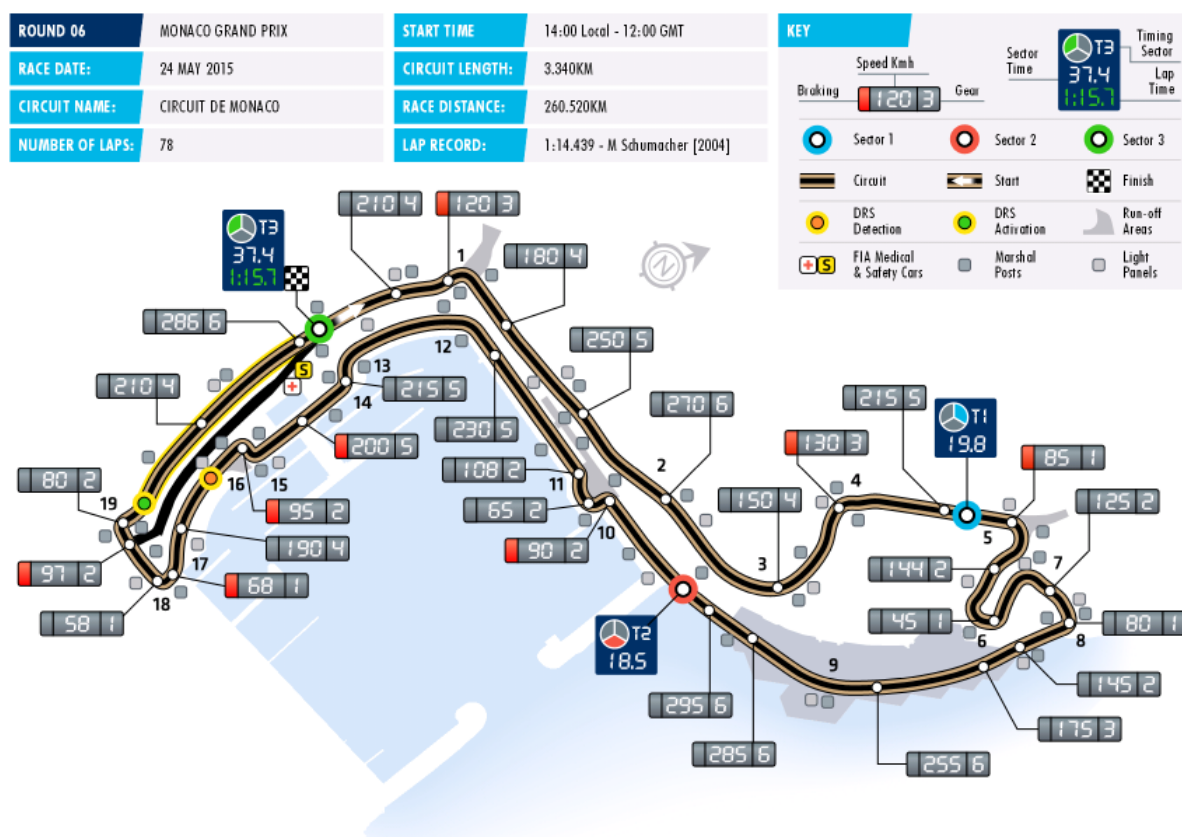 ROUND 06 MONACO GRAND PRIX
RACE DATE: 24 MAY 2015
CIRCUIT NAME: CIRCUIT DE MONACO
NUMBER OF LAPS: 78
START TIME 14:00 Local - 12:00 GMT
CIRCUIT LENGTH: 3.340KM
RACE DISTANCE: 260.520KM
LAP RECORD: 1:14.439 - M Schumacher [2004]
KEY
Speed Kmh
Braking 120 3 Gear
Sector
Time
T3
37.4
1:15.7
Timing
Sector
Lap
Time
Sector 1
Sector 2
Sector 3
Circuit
Start
Finish
DRS
Detection
DRS
Activation
Run-off
Areas
S
FIA Medical
& Safety Cars
Marshal
Posts
Light
Panels
N
T3
37.4
1:15.7
210 4
120 3
1
180 4
286 6
250 5
12
13
S
210 4
215 5
14
270 6
215 5
T1
19.8
230 5
200 5
130 3
85 1
80 2
108 2
11
2
4
150 4
125 2
19
16
15
65 2
95 2
10
5
190 4
90 2
3
7
144 2
97 2
17
68 1
18
58 1
T2
18.5
45 1
6
8
80 1
9
145 2
295 6
175 3
285 6
255 6